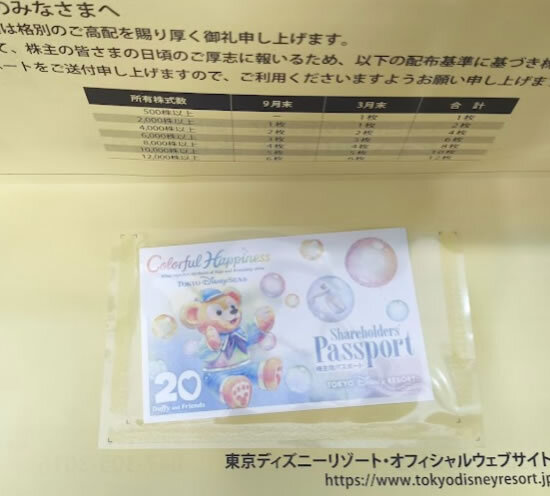 のみなさまへ
は格別のご高配を賜り厚く御礼申し上げます。
て、株主の皆さまの日頃のご厚志に報いるため、以下の配布基準に基づき
ートをご送付申し上げますので、ご利用くださいますようお願い申し上げま
所有株式数 9月末 3月末 合計
500株以上 － 1枚 1枚
2,000株以上 1枚 1枚 2枚
4,000株以上 2枚 2枚 4枚
6,000株以上 3枚 3枚 6枚
8,000株以上 4枚 4枚 8枚
10,000株以上 5枚 5枚 10枚
12,000株以上 6枚 6枚 12枚
Colorful Happiness
TOKYO DisneySEA
Shareholders'
Passport
株主用パスポート
TOKYO Disney RESORT
20
Duffy and Friends
東京ディズニーリゾート・オフィシャルウェブサイト
https://www.tokyodisneyresort.j